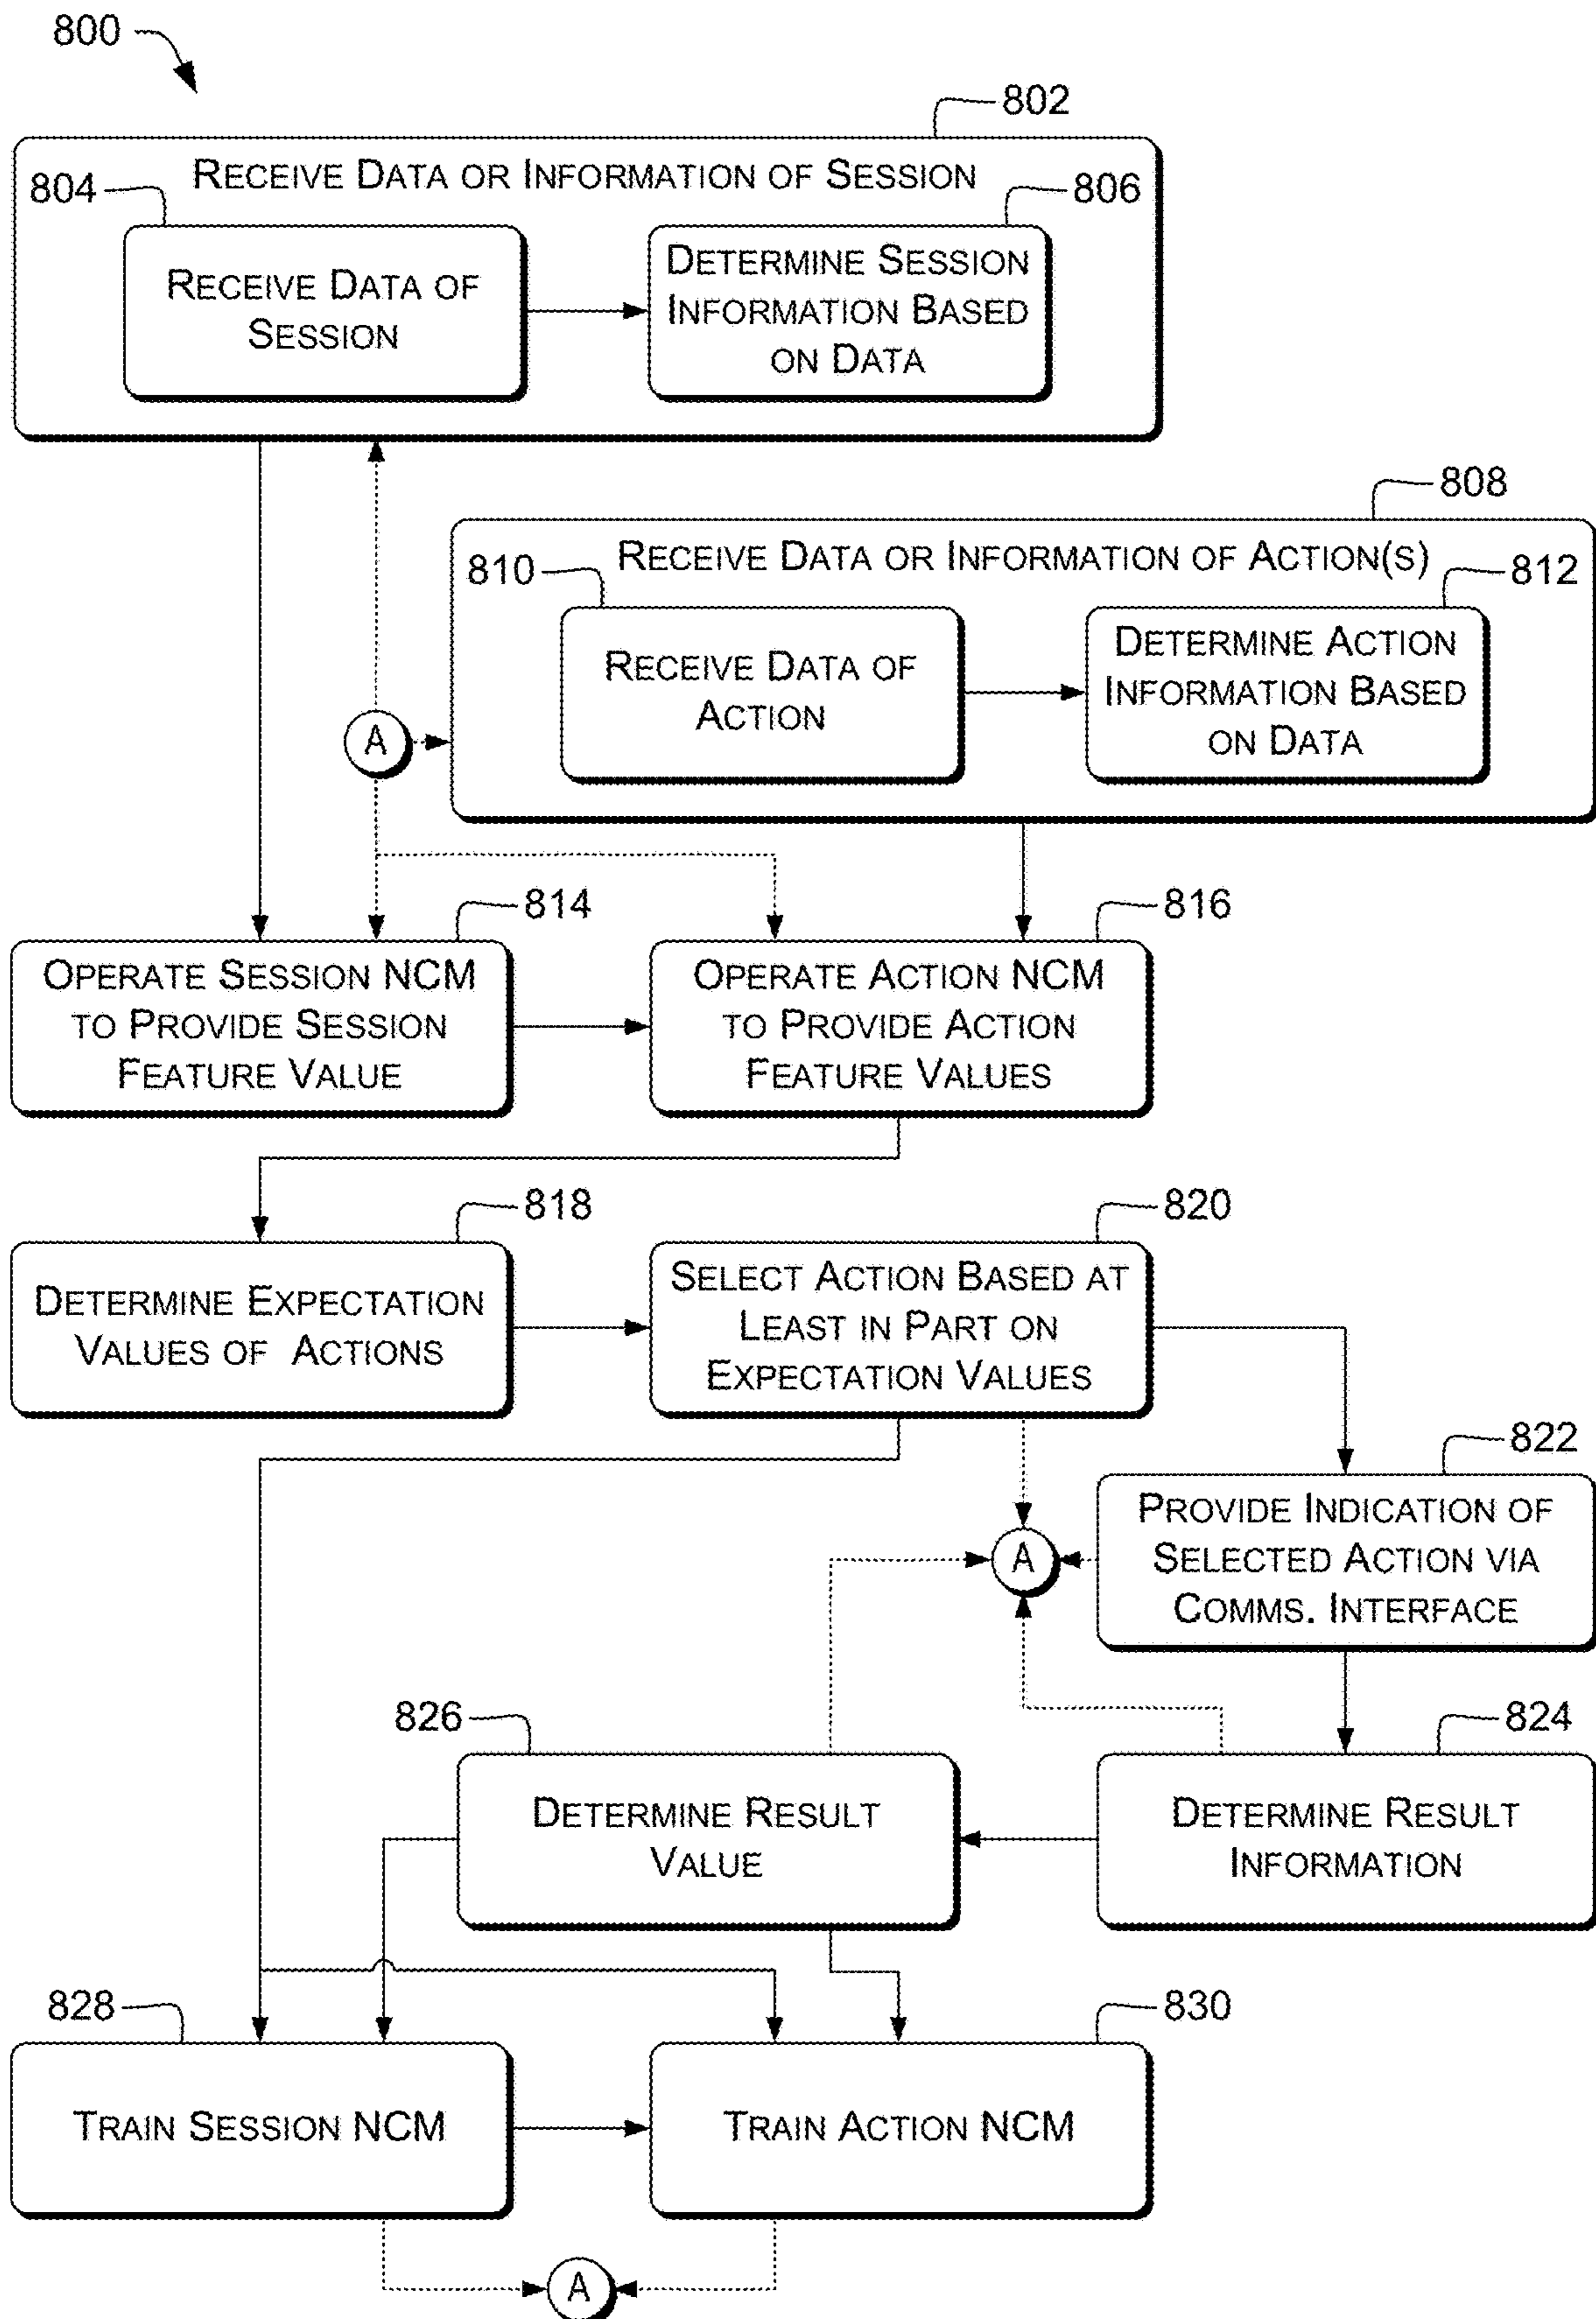 800
802
RECEIVE DATA OR INFORMATION OF SESSION
804
806
RECEIVE DATA OF
SESSION
DETERMINE SESSION
INFORMATION BASED
ON DATA
808
RECEIVE DATA OR INFORMATION OF ACTION(S)
810
812
RECEIVE DATA OF
ACTION
DETERMINE ACTION
INFORMATION BASED
ON DATA
A
814
816
OPERATE SESSION NCM
TO PROVIDE SESSION
FEATURE VALUE
OPERATE ACTION NCM
TO PROVIDE ACTION
FEATURE VALUES
818
820
DETERMINE EXPECTATION
VALUES OF ACTIONS
SELECT ACTION BASED AT
LEAST IN PART ON
EXPECTATION VALUES
822
PROVIDE INDICATION OF
SELECTED ACTION VIA
COMMS. INTERFACE
A
826
824
DETERMINE RESULT
VALUE
DETERMINE RESULT
INFORMATION
828
830
TRAIN SESSION NCM
TRAIN ACTION NCM
A